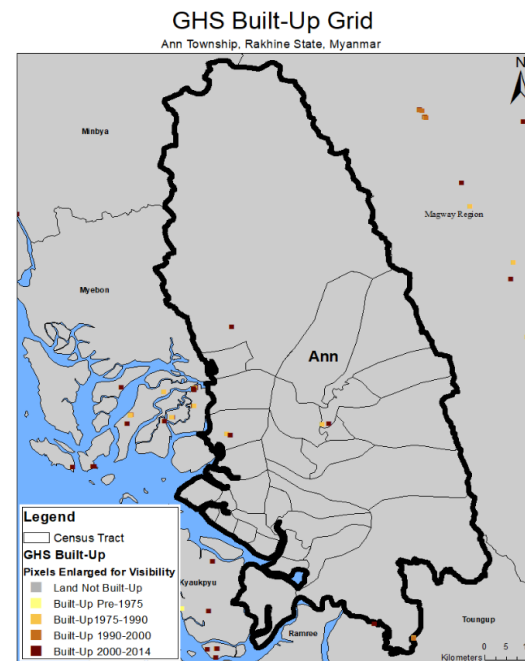 GHS Built-Up Grid
Ann Township, Rakhine State, Myanmar
N
Minbya
Magway Region
Myebon
Ann
Legend
Census Tract
GHS Built-Up
Pixels Enlarged for Visibility
Land Not Built-Up
Built-Up Pre-1975
Built-Up1975-1990
Built-Up 1990-2000
Built-Up 2000-2014
Kyaukpyu
Ramree
Toungup
0 5
Kilometers